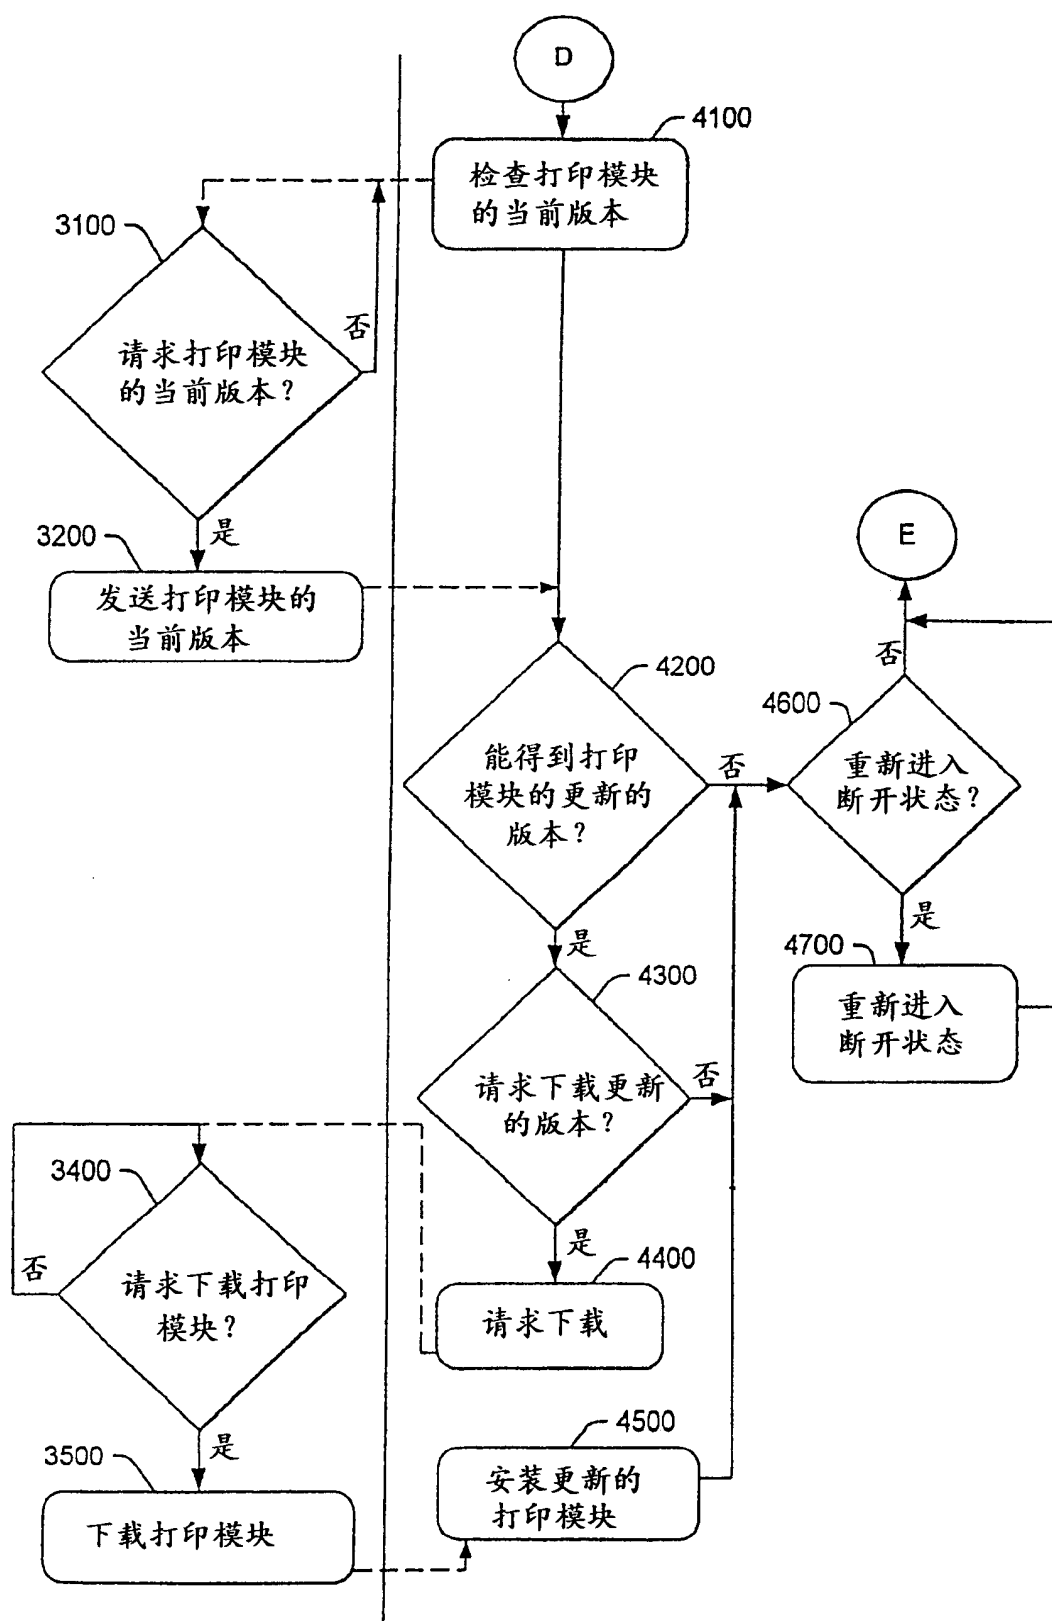 D
4100
检查打印模块
的当前版本
3100
否
请求打印模块
的当前版本？
是
3200
发送打印模块的
当前版本
E
4200
能得到打印
模块的更新的
版本？
否
是
4600
否
重新进入
断开状态？
是
4700
重新进入
断开状态
4300
请求下载更新
的版本？
否
是
3400
否
请求下载打印
模块？
是
4400
请求下载
4500
安装更新的
打印模块
3500
下载打印模块